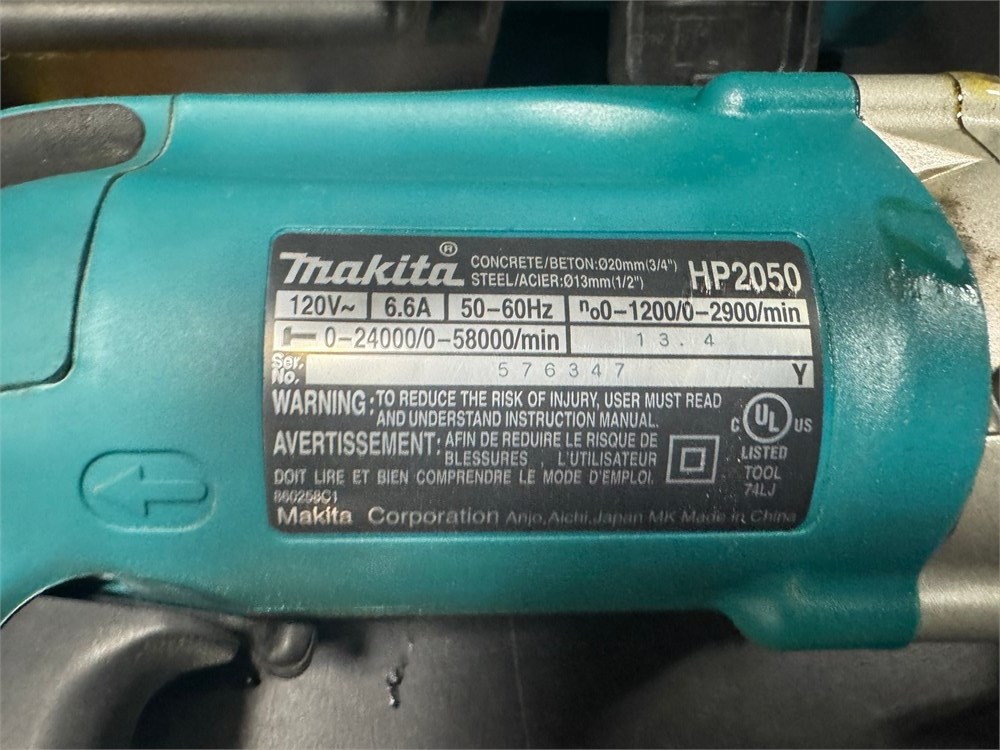 makita® CONCRETE/BETON:Ø20mm(3/4") HP2050
STEEL/ACIER:Ø13mm(1/2")
120V~ 6.6A 50-60Hz no0-1200/0-2900/min
0-24000/0-58000/min 13.4
Ser. No. 576347 Y
WARNING: TO REDUCE THE RISK OF INJURY, USER MUST READ
AND UNDERSTAND INSTRUCTION MANUAL.
AVERTISSEMENT: AFIN DE REDUIRE LE RISQUE DE
BLESSURES , L'UTILISATEUR
DOIT LIRE ET BIEN COMPRENDRE LE MODE D'EMPLOI.
C UL US
LISTED
TOOL
74LJ
860258C1
Makita Corporation Anjo, Aichi, Japan MK Made in China